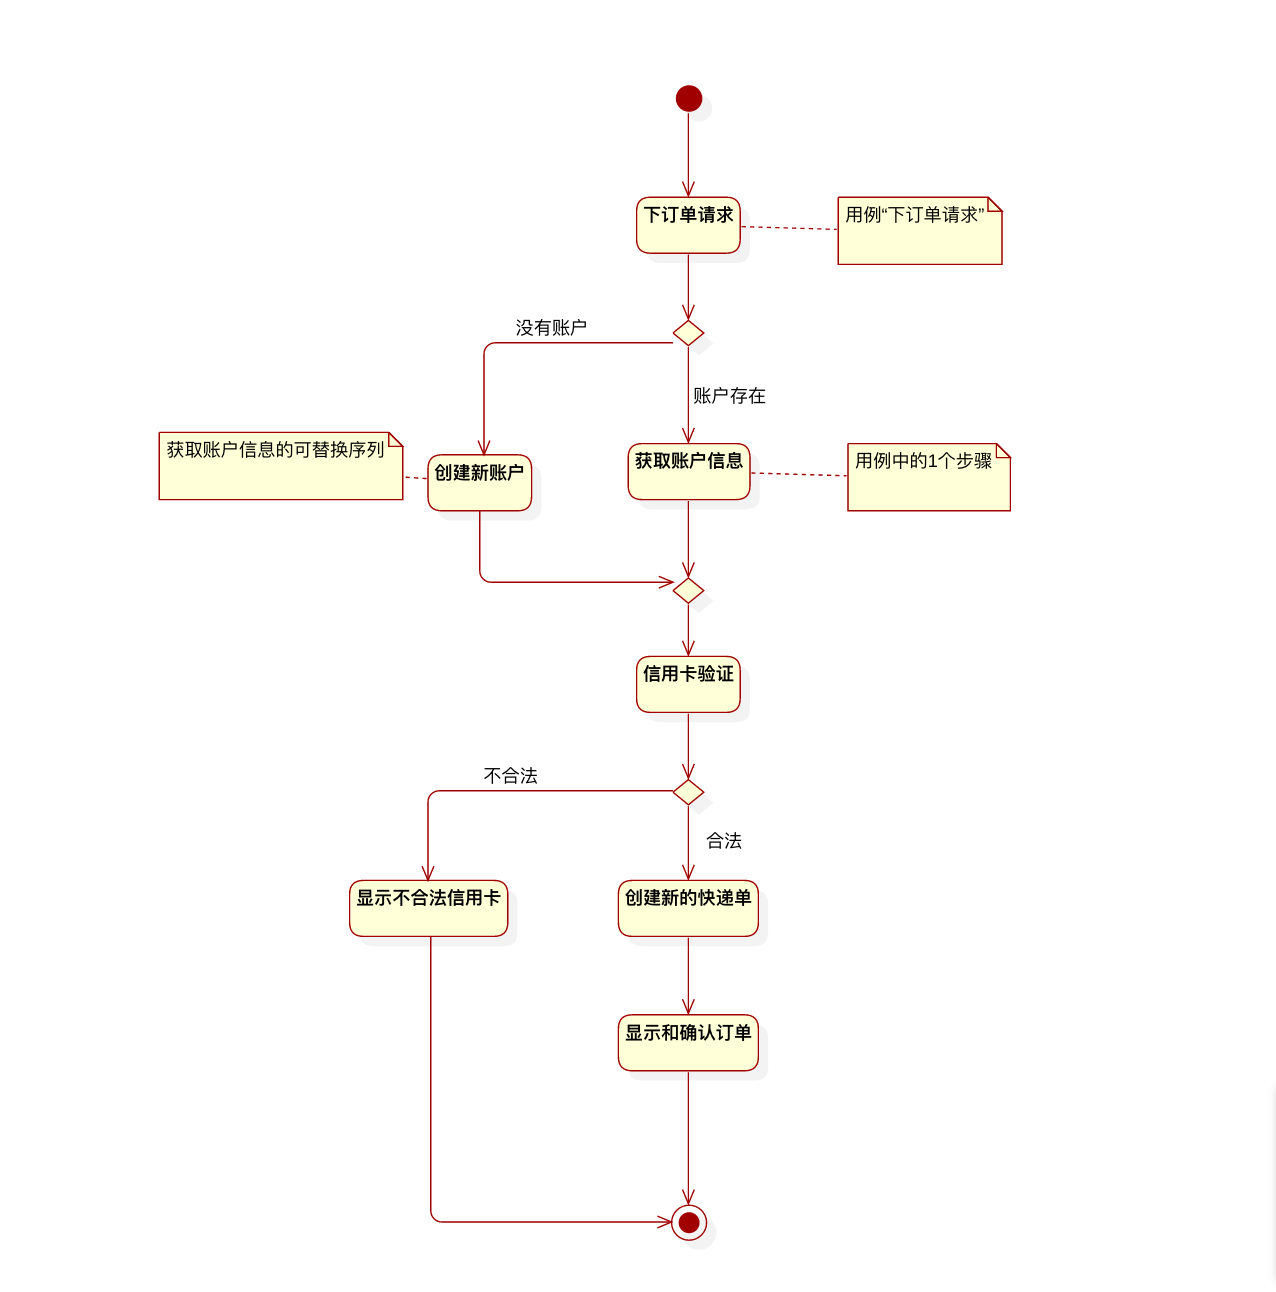 下订单请求
用例“下订单请求”
没有账户
账户存在
获取账户信息的可替换序列
创建新账户
获取账户信息
用例中的1个步骤
信用卡验证
不合法
合法
显示不合法信用卡
创建新的快递单
显示和确认订单